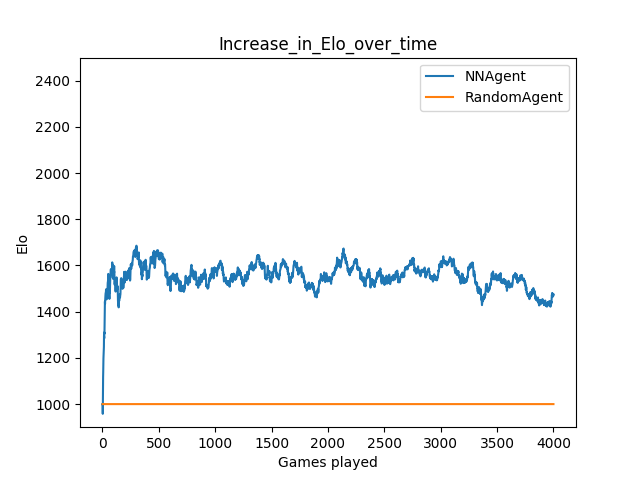 Increase_in_Elo_over_time
NNAgent
RandomAgent
2400
2200
2000
1800
1600
1400
1200
1000
Elo
0 500 1000 1500 2000 2500 3000 3500 4000
Games played